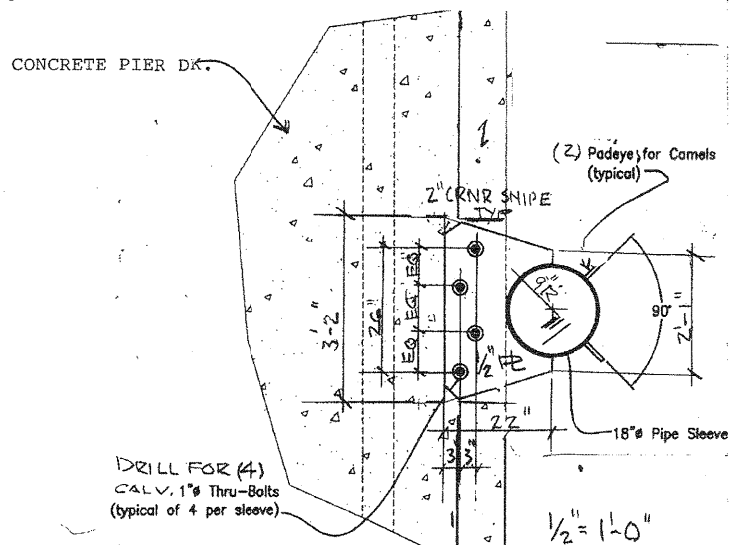 CONCRETE PIER DK.
(2) Padeye, for Camels
(typical)
2" CRNR SNIPE
TYP
3'-2"
26"
EQ EQ EQ
9"R.
90°
2'-1"
1/2" PL
22"
18"ø Pipe Sleeve
3" 3"
DRILL FOR (4)
GALV. 1"ø Thru-Bolts
(typical of 4 per sleeve)
1/2" = 1'-0"